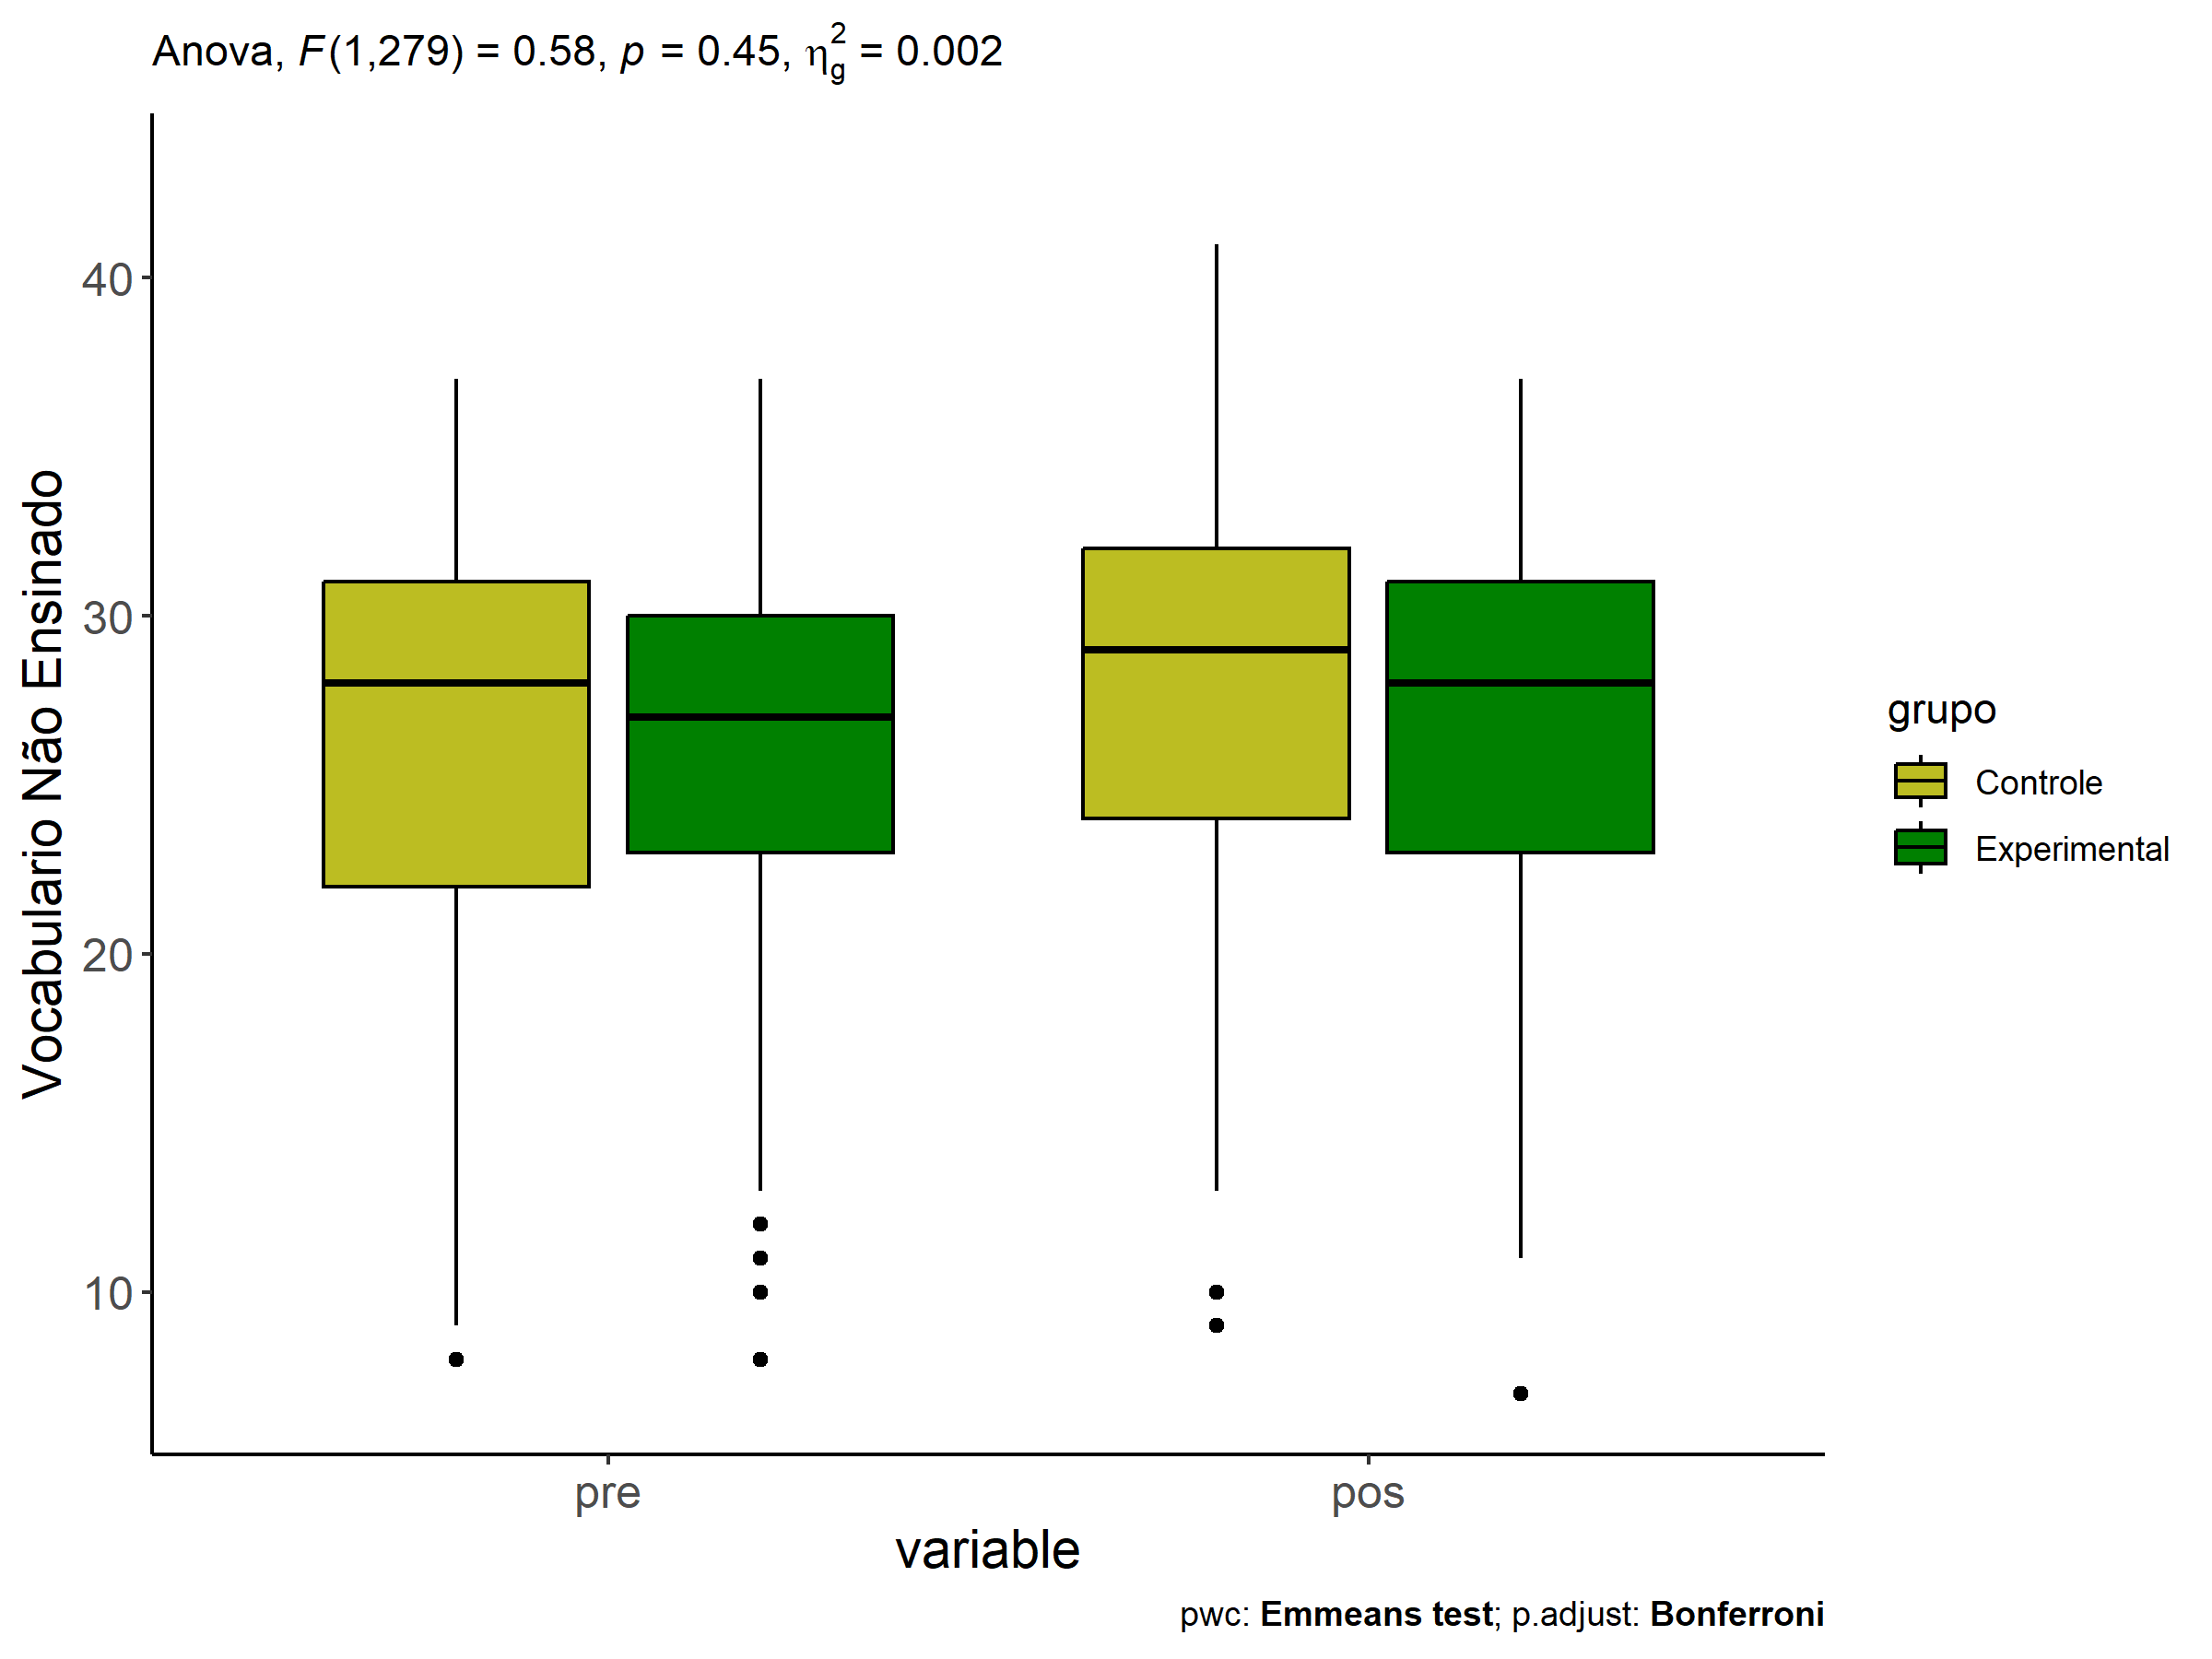 Anova, F(1,279) = 0.58, p = 0.45, η²g = 0.002
Vocabulario Não Ensinado
40
30
20
10
pre
pos
variable
grupo
Controle
Experimental
pwc: Emmeans test; p.adjust: Bonferroni